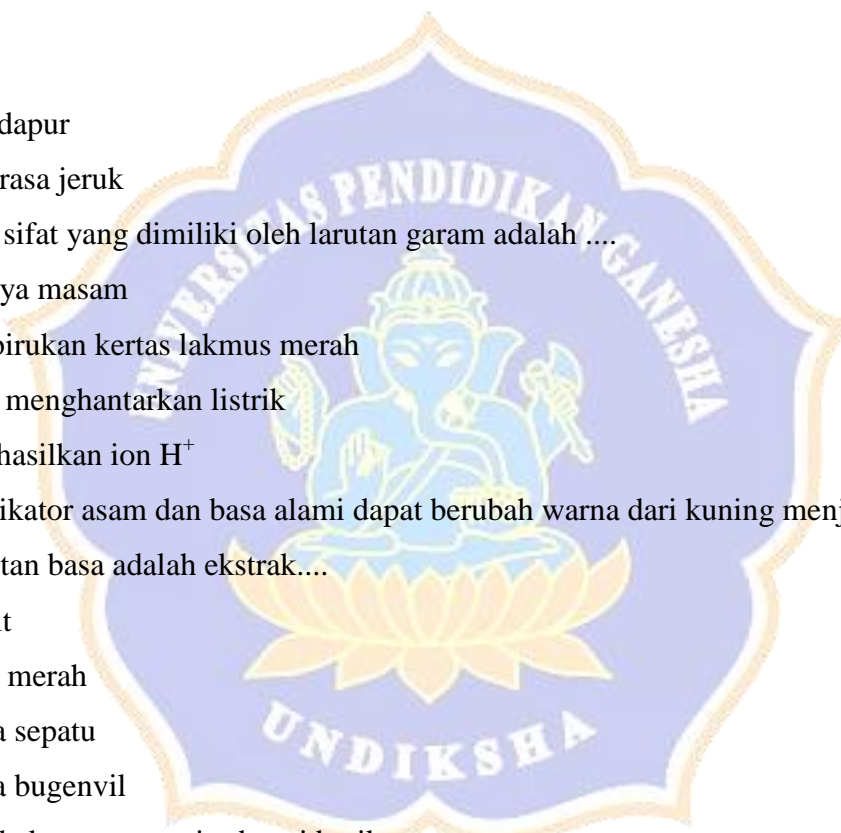 dapur
rasa jeruk
sifat yang dimiliki oleh larutan garam adalah ....
ya masam
birukan kertas lakmus merah
menghantarkan listrik
hasilkan ion H⁺
ikator asam dan basa alami dapat berubah warna dari kuning menj
tan basa adalah ekstrak....
it
merah
a sepatu
a bugenvil
UNIVERSITAS PENDIDIKAN GANESHA
UNDIKSHA